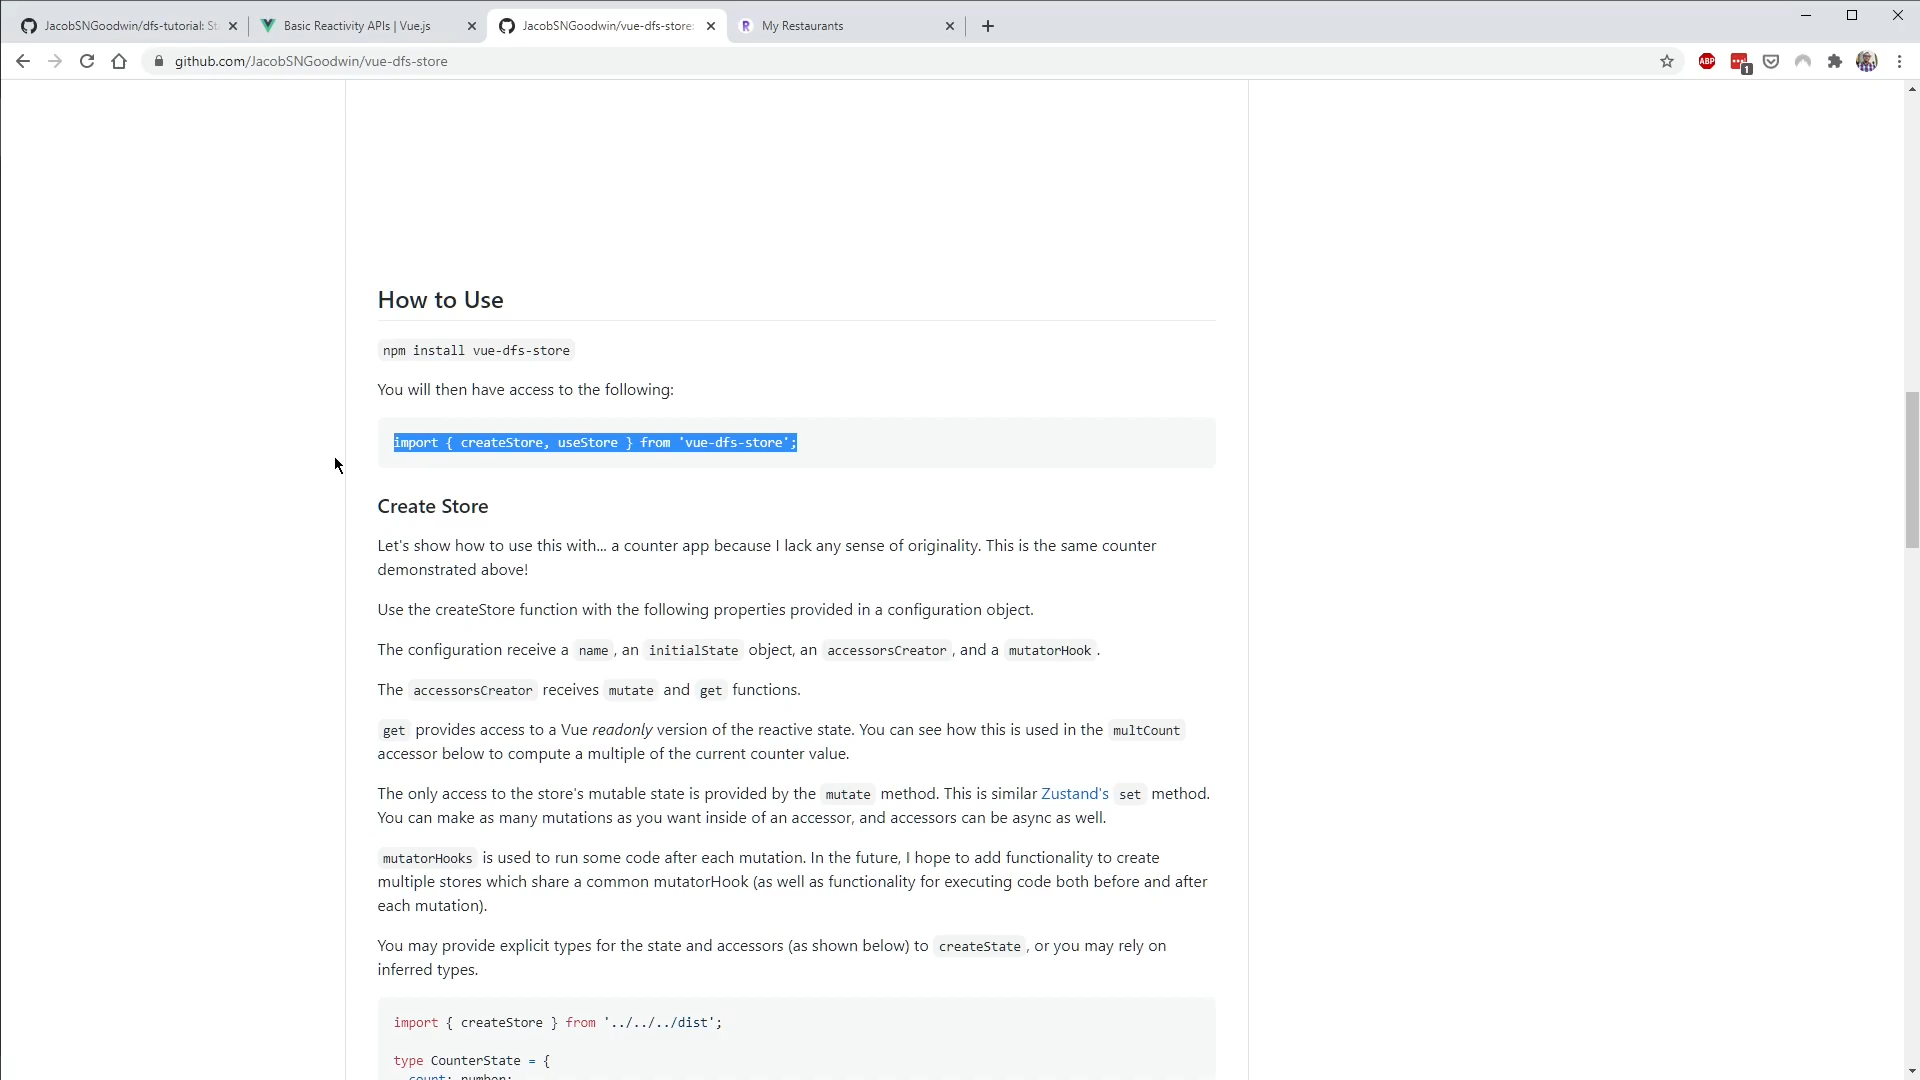 JacobSNGoodwin/dfs-tutorial: St
Basic Reactivity APIs | Vue.js
JacobSNGoodwin/vue-dfs-store:
R
My Restaurants
github.com/JacobSNGoodwin/vue-dfs-store
ABP
1
How to Use
npm install vue-dfs-store
You will then have access to the following:
import { createStore, useStore } from 'vue-dfs-store';
Create Store
Let's show how to use this with... a counter app because I lack any sense of originality. This is the same counter
demonstrated above!
Use the createStore function with the following properties provided in a configuration object.
The configuration receive a name, an initialState object, an accessorsCreator, and a mutatorHook.
The accessorsCreator receives mutate and get functions.
get provides access to a Vue readonly version of the reactive state. You can see how this is used in the multCount
accessor below to compute a multiple of the current counter value.
The only access to the store's mutable state is provided by the mutate method. This is similar Zustand's set method.
You can make as many mutations as you want inside of an accessor, and accessors can be async as well.
mutatorHooks is used to run some code after each mutation. In the future, I hope to add functionality to create
multiple stores which share a common mutatorHook (as well as functionality for executing code both before and after
each mutation).
You may provide explicit types for the state and accessors (as shown below) to createState, or you may rely on
inferred types.
import { createStore } from '../../../dist';
type CounterState = {
count: number;